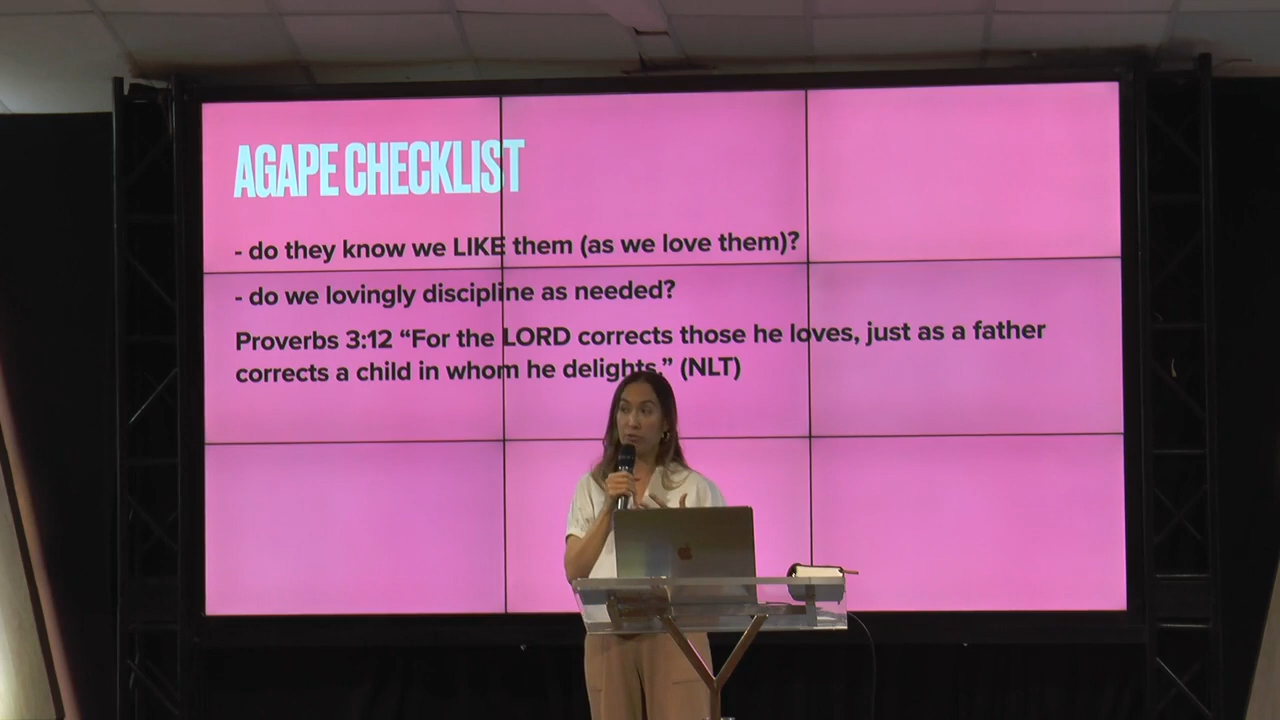 AGAPE CHECKLIST
- do they know we LIKE them (as we love them)?
- do we lovingly discipline as needed?
Proverbs 3:12 “For the LORD corrects those he loves, just as a father
corrects a child in whom he delights.” (NLT)